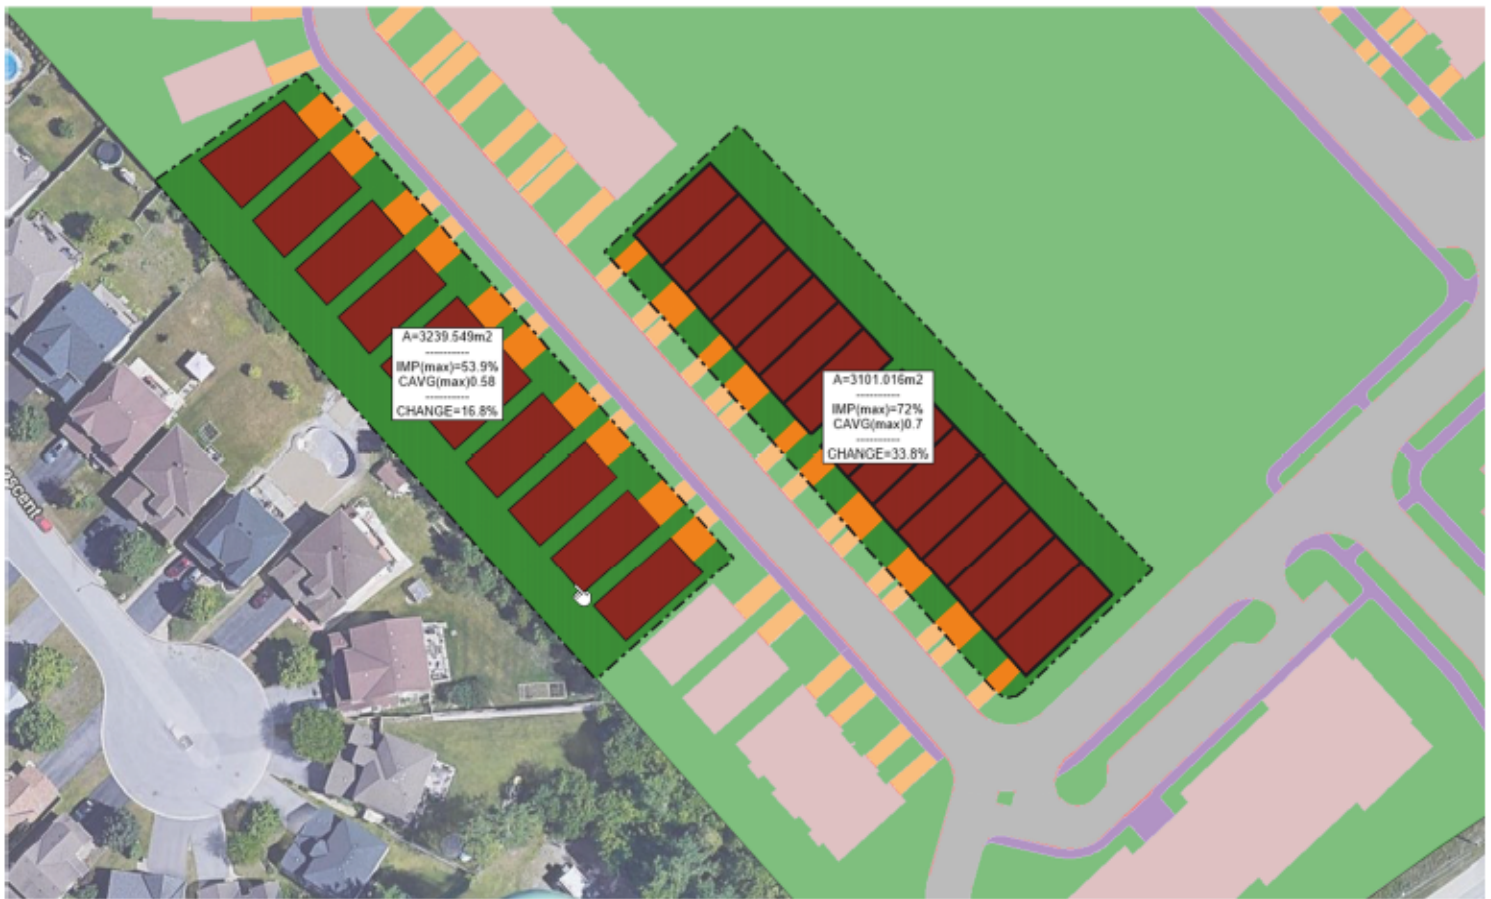 A=3239.549m2
----------
IMP(max)=53.9%
CAVG(max)0.58
----------
CHANGE=16.8%
A=3101.016m2
----------
IMP(max)=72%
CAVG(max)0.7
----------
CHANGE=33.8%
escent